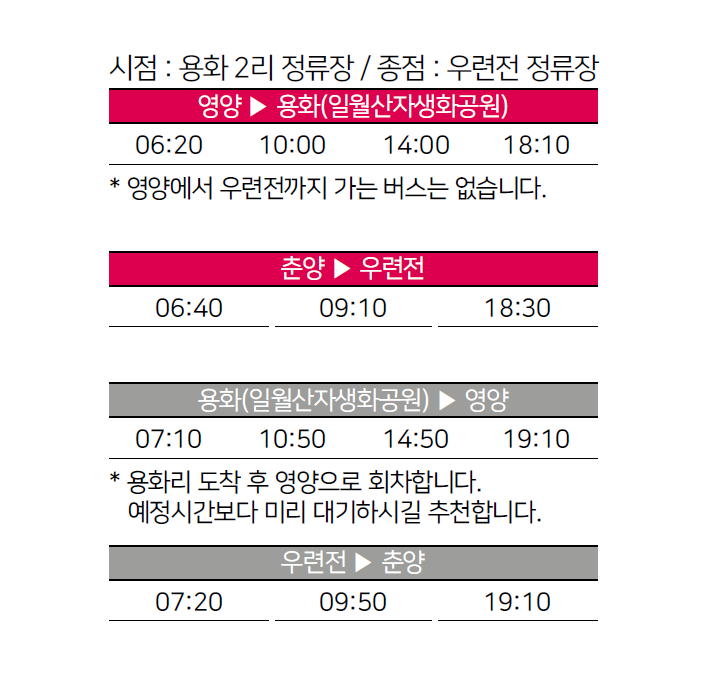 시점 : 용화 2리 정류장 / 종점 : 우련전 정류장
영양 ▶ 용화(일월산자생화공원)
06:20 10:00 14:00 18:10
* 영양에서 우련전까지 가는 버스는 없습니다.
춘양 ▶ 우련전
06:40 09:10 18:30
용화(일월산자생화공원) ▶ 영양
07:10 10:50 14:50 19:10
* 용화리 도착 후 영양으로 회차합니다.
예정시간보다 미리 대기하시길 추천합니다.
우련전 ▶ 춘양
07:20 09:50 19:10